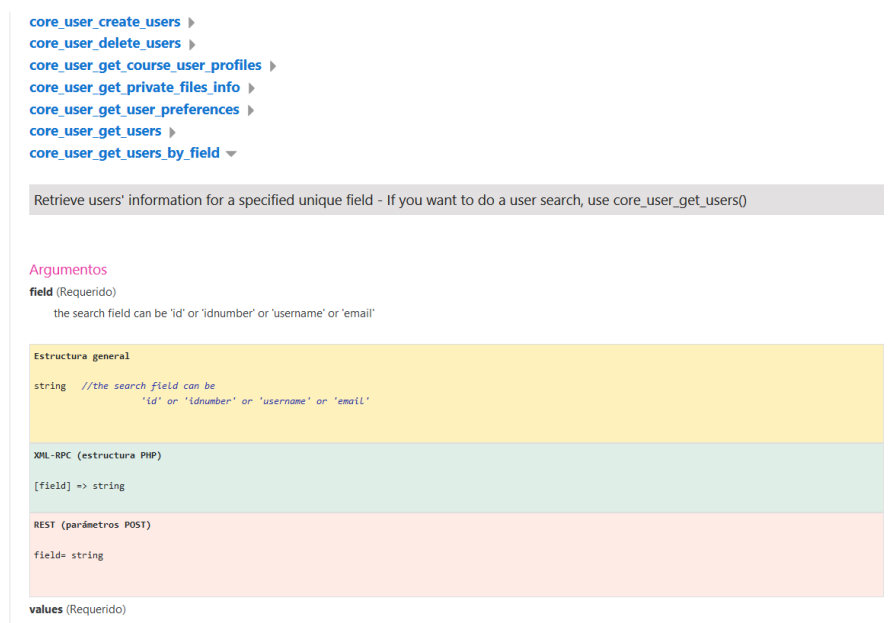 core_user_create_users
core_user_delete_users
core_user_get_course_user_profiles
core_user_get_private_files_info
core_user_get_user_preferences
core_user_get_users
core_user_get_users_by_field
Retrieve users' information for a specified unique field - If you want to do a user search, use core_user_get_users()
Argumentos
field (Requerido)
the search field can be 'id' or 'idnumber' or 'username' or 'email'
Estructura general
string //the search field can be
'id' or 'idnumber' or 'username' or 'email'
XML-RPC (estructura PHP)
[field] => string
REST (parámetros POST)
field= string
values (Requerido)